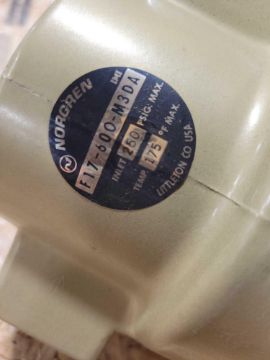 NORGREN
F17-600-M3DA
INLET 250 PSIG. MAX.
TEMP. 175 °F MAX.
LITTLETON CO USA